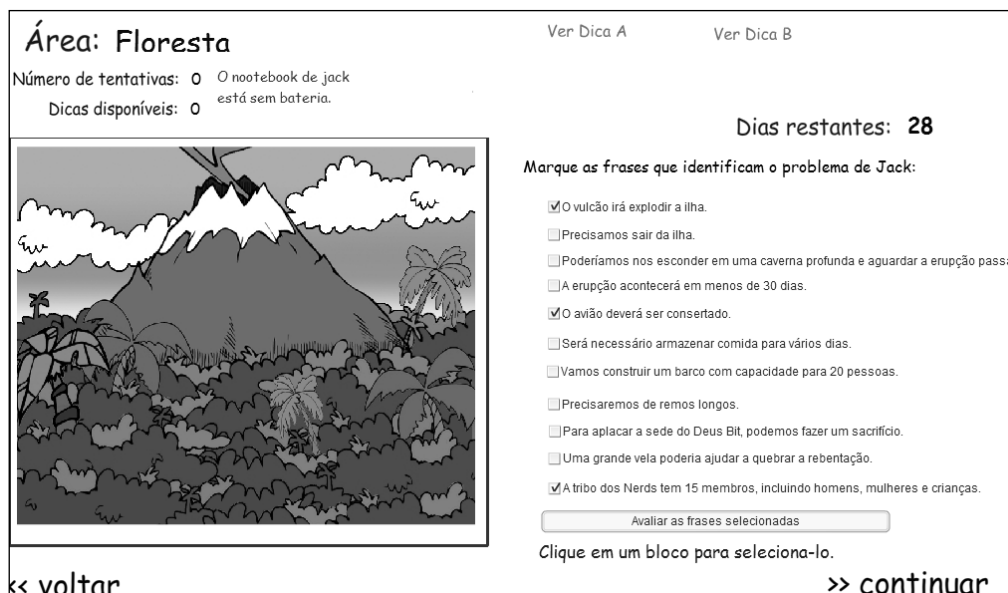 Área: Floresta
Número de tentativas: 0
Dicas disponíveis: 0
O nootebook de jack
está sem bateria.
Ver Dica A
Ver Dica B
Dias restantes: 28
Marque as frases que identificam o problema de Jack:
O vulcão irá explodir a ilha.
Precisamos sair da ilha.
Poderíamos nos esconder em uma caverna profunda e aguardar a erupção pass
A erupção acontecerá em menos de 30 dias.
O avião deverá ser consertado.
Será necessário armazenar comida para vários dias.
Vamos construir um barco com capacidade para 20 pessoas.
Precisaremos de remos longos.
Para aplacar a sede do Deus Bit, podemos fazer um sacrifício.
Uma grande vela poderia ajudar a quebrar a rebentação.
A tribo dos Nerds tem 15 membros, incluindo homens, mulheres e crianças.
Avaliar as frases selecionadas
Clique em um bloco para seleciona-lo.
<< voltar
>> continuar